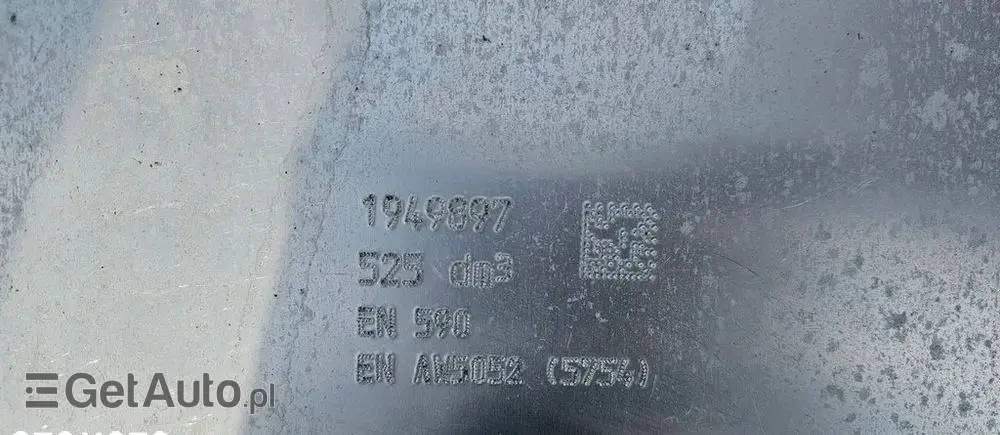 1949897
525 dm3
EN 590
EN AW5052 (5754)
GetAuto.pl